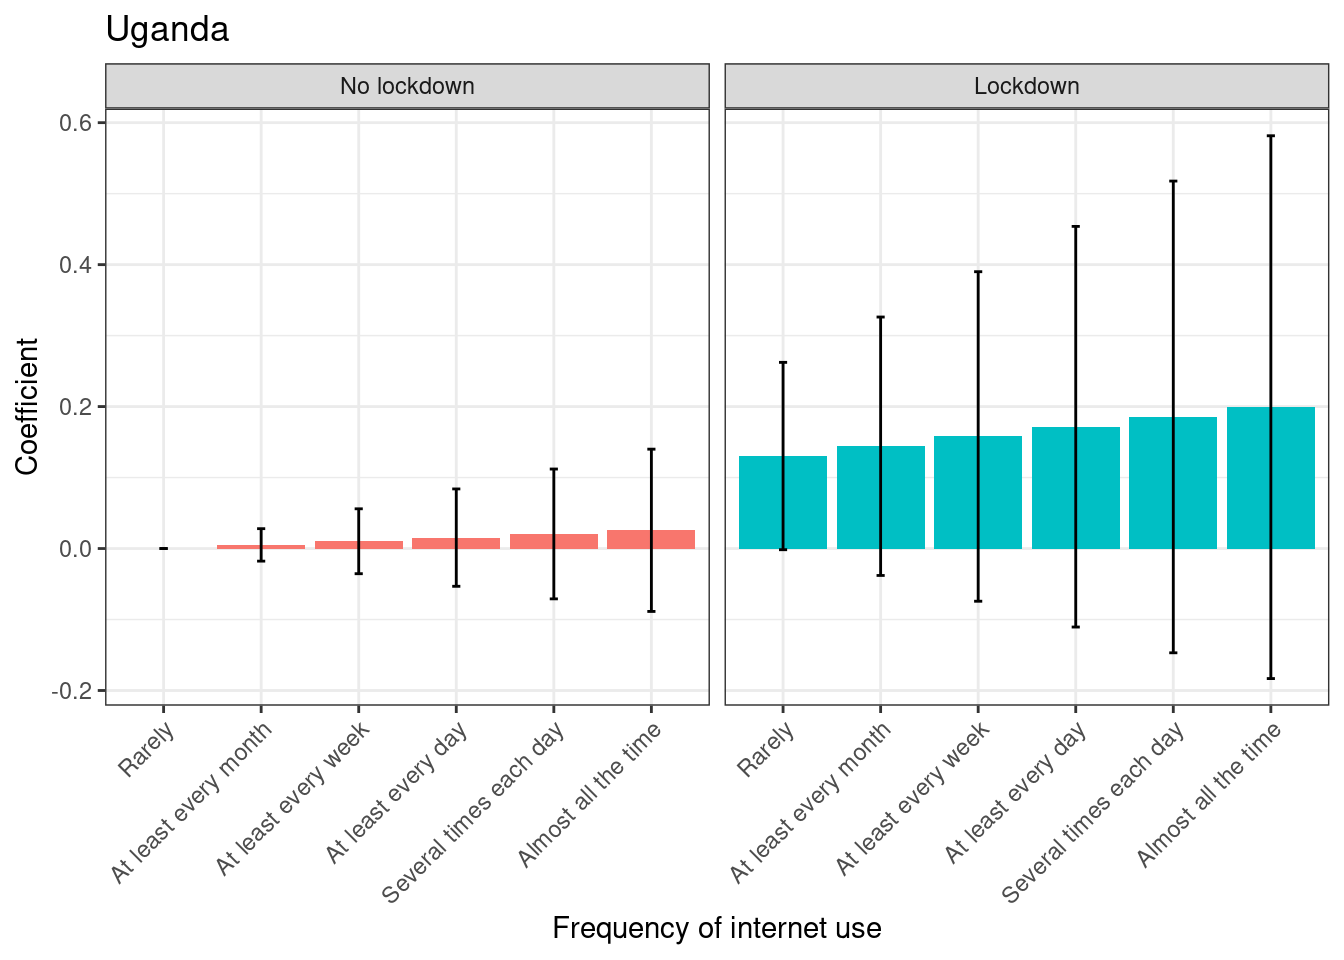 Uganda
No lockdown
Lockdown
Coefficient
0.6
0.4
0.2
0.0
-0.2
Rarely
At least every month
At least every week
At least every day
Several times each day
Almost all the time
Rarely
At least every month
At least every week
At least every day
Several times each day
Almost all the time
Frequency of internet use